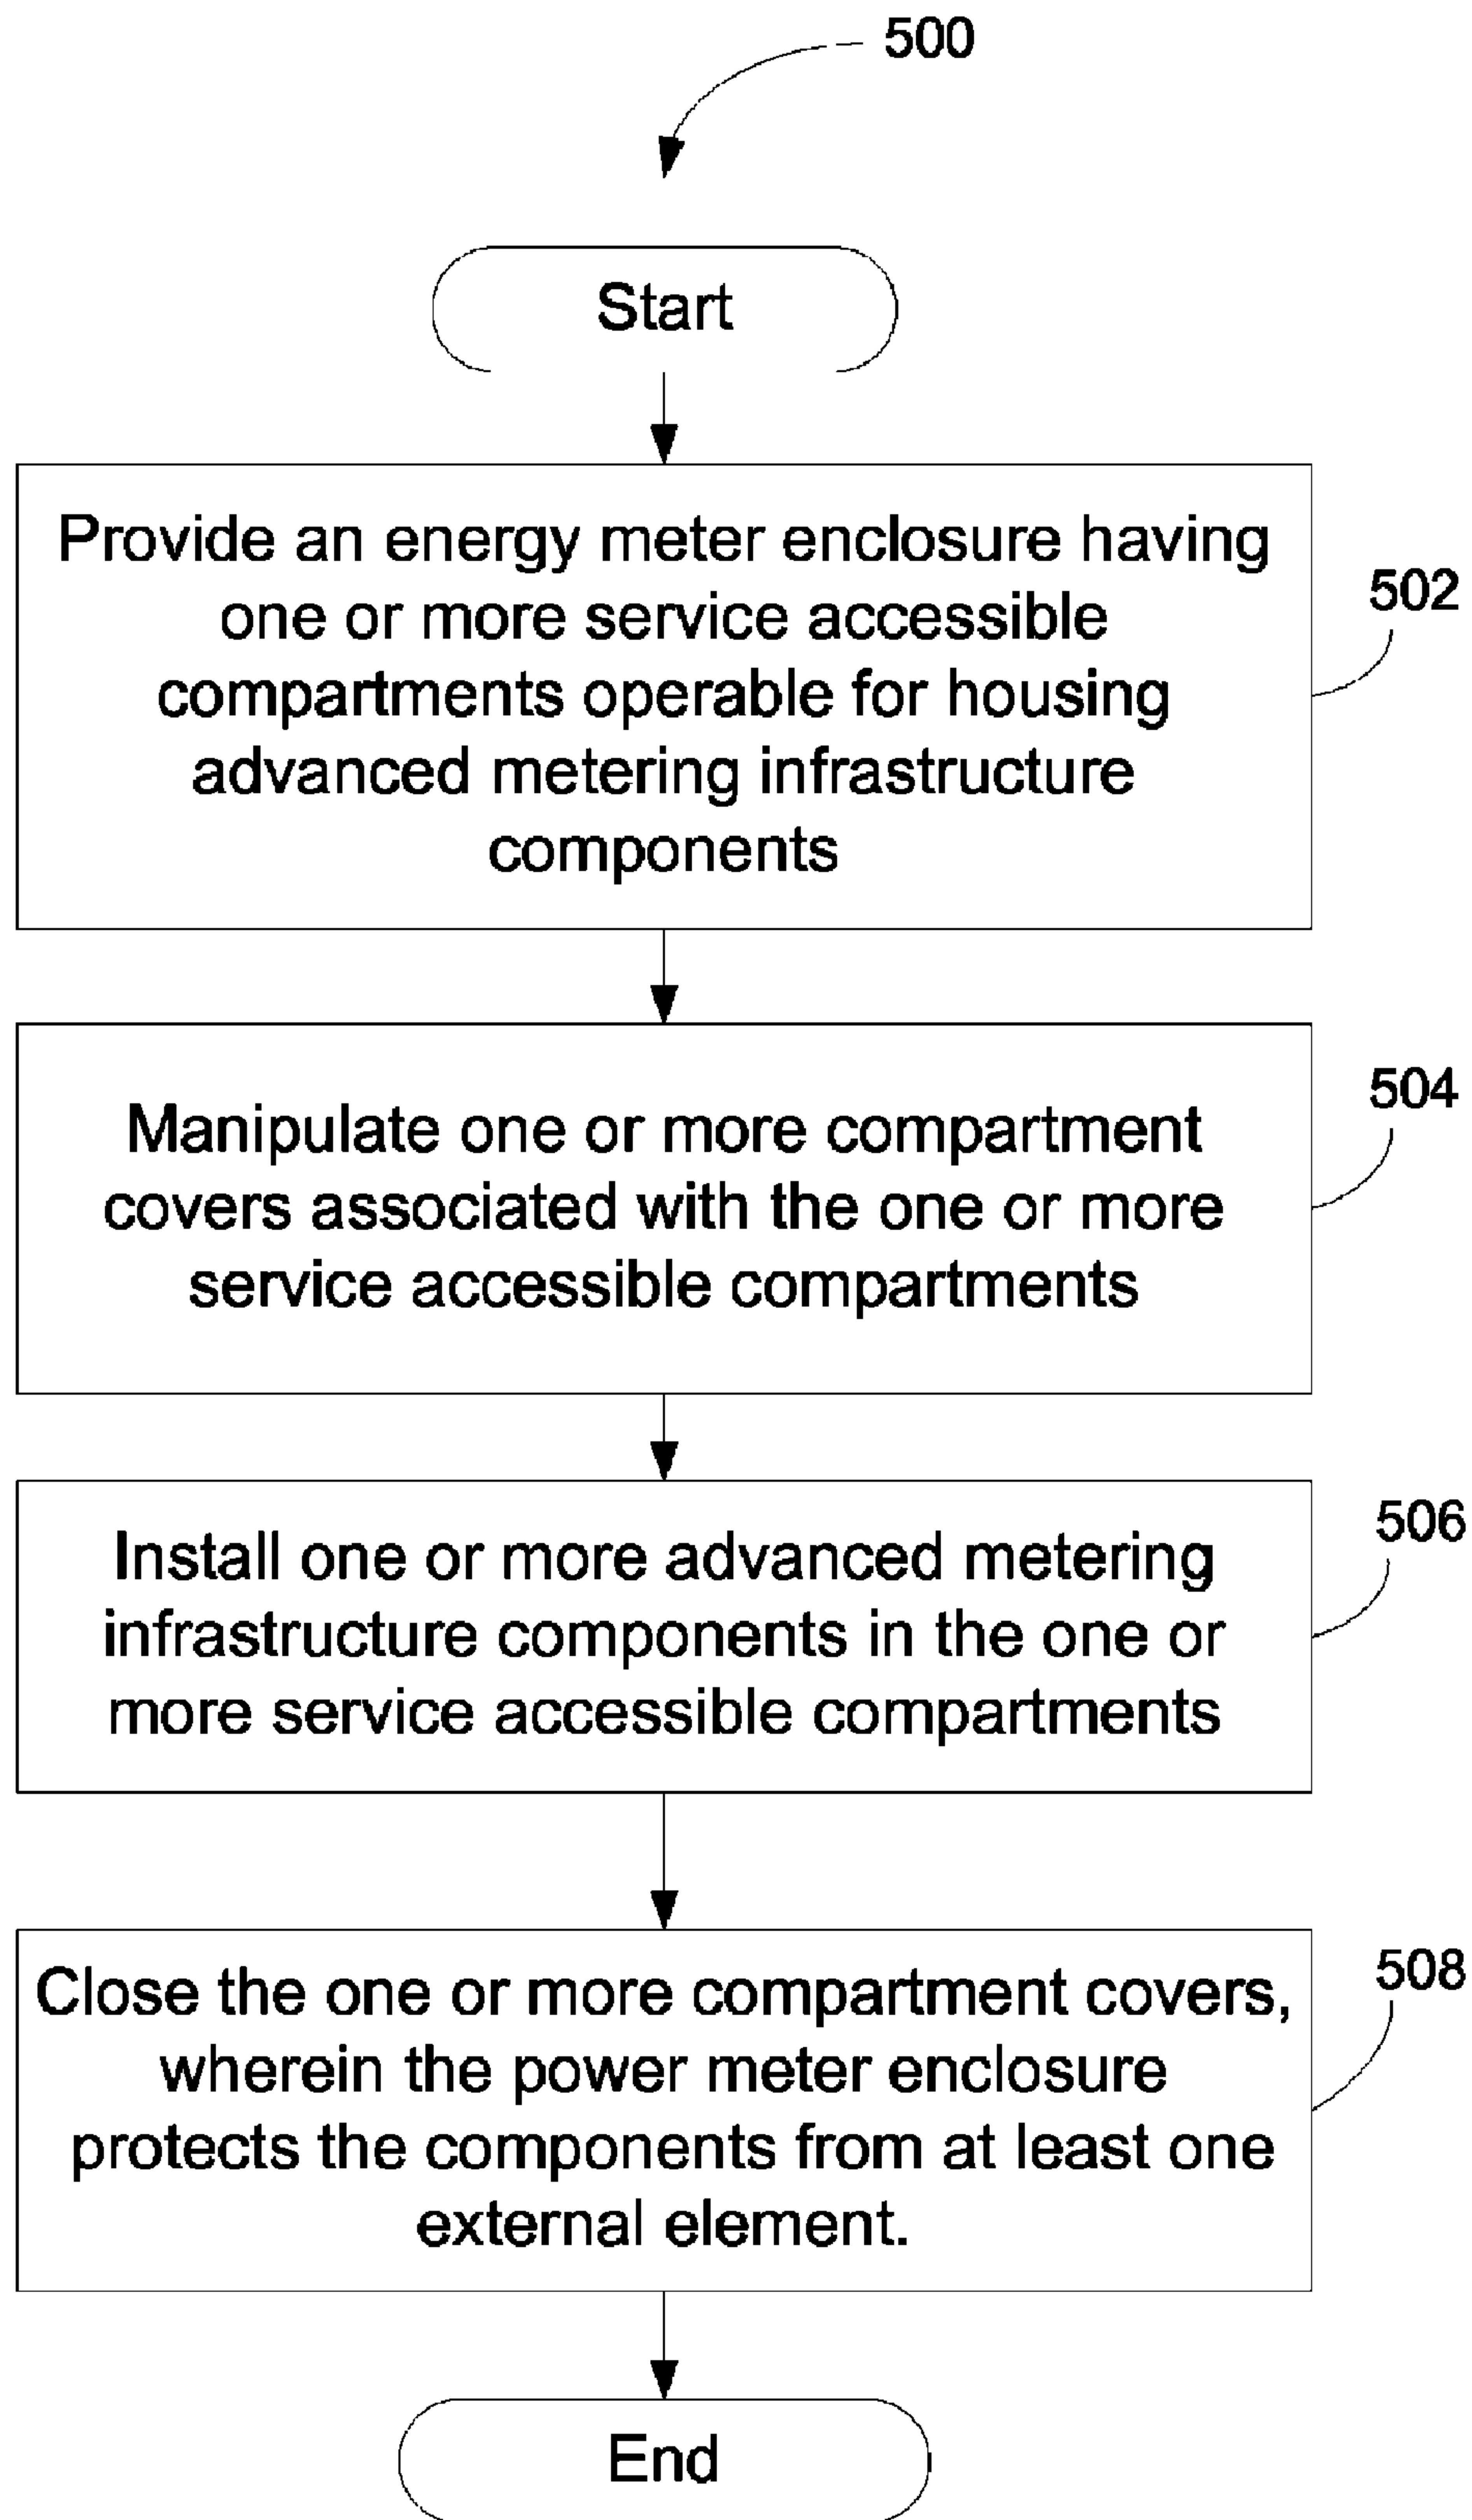 500
Start
Provide an energy meter enclosure having
one or more service accessible
compartments operable for housing
advanced metering infrastructure
components
502
Manipulate one or more compartment
covers associated with the one or more
service accessible compartments
504
Install one or more advanced metering
infrastructure components in the one or
more service accessible compartments
506
Close the one or more compartment covers,
wherein the power meter enclosure
protects the components from at least one
external element.
508
End